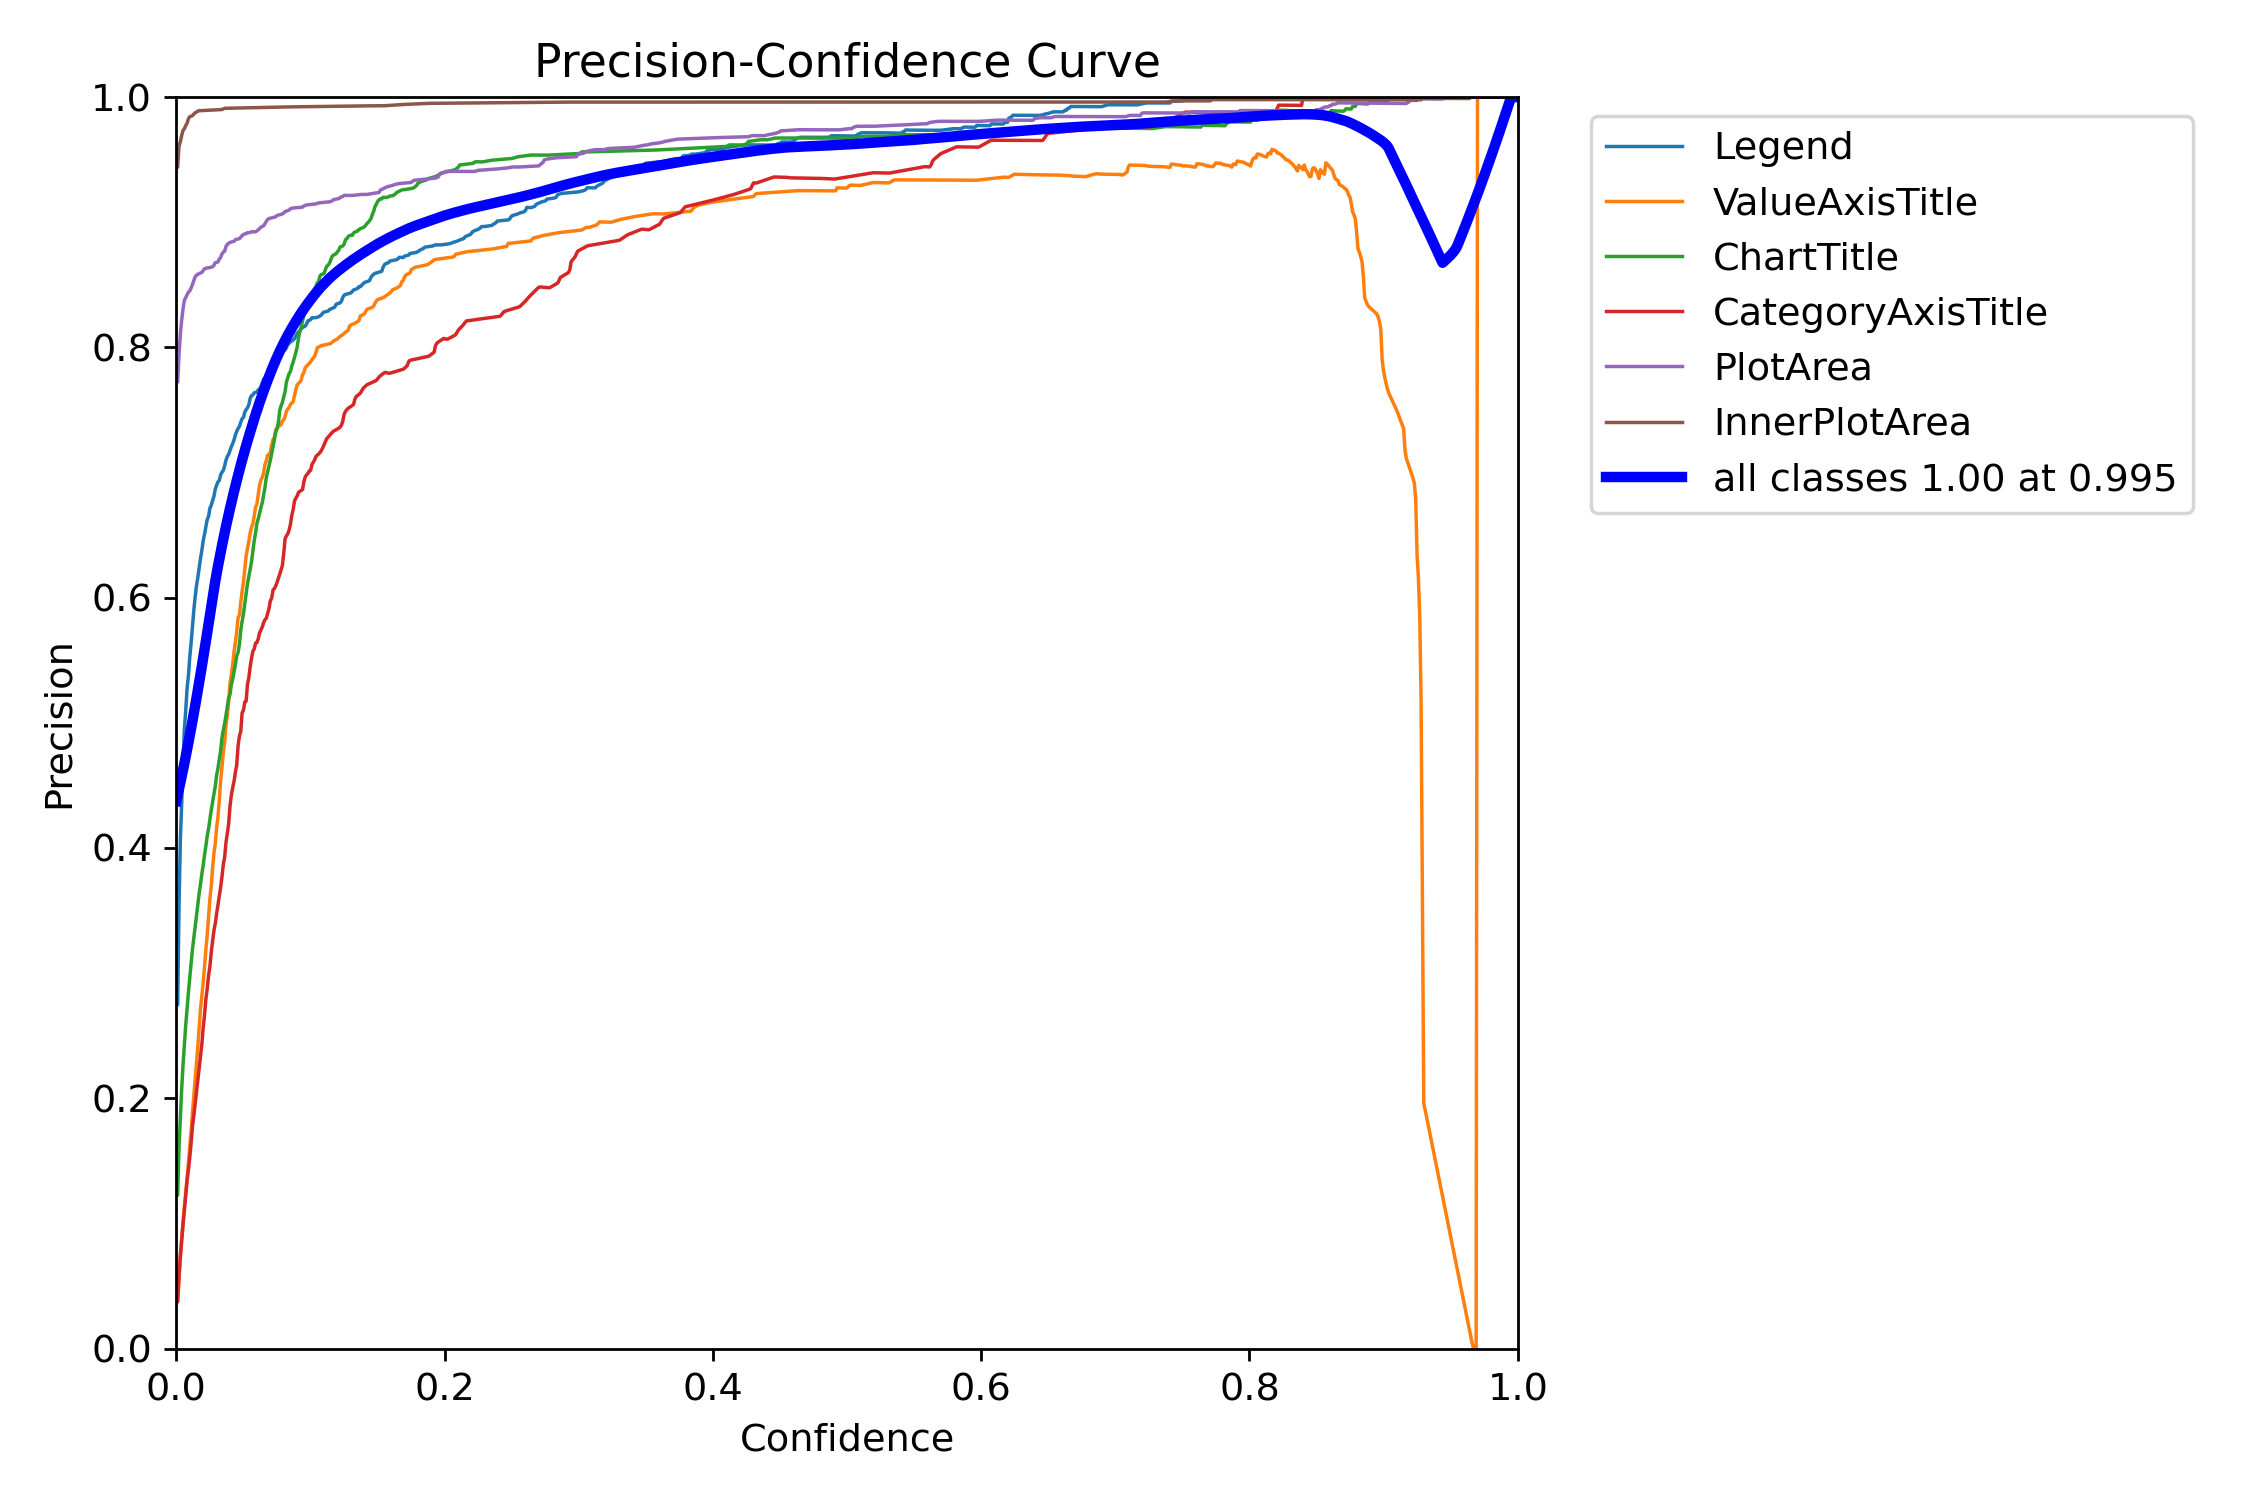 Precision-Confidence Curve
1.0
0.8
0.6
0.4
0.2
0.0
Precision
0.0 0.2 0.4 0.6 0.8 1.0
Confidence
Legend
ValueAxisTitle
ChartTitle
CategoryAxisTitle
PlotArea
InnerPlotArea
all classes 1.00 at 0.995